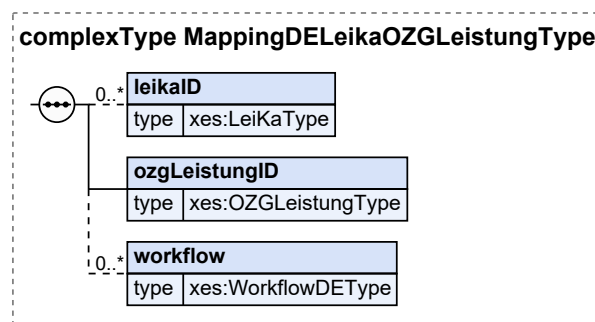 complexType MappingDELeikaOZGLeistungType
0..* leikaID
type xes:LeiKaType
ozgLeistungID
type xes:OZGLeistungType
0..* workflow
type xes:WorkflowDEType